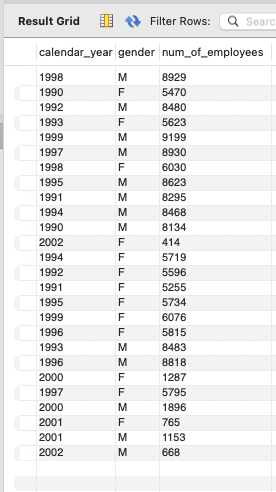 Result Grid Filter Rows: Searc
calendar_year gender num_of_employees
1998 M 8929
1990 F 5470
1992 M 8480
1993 F 5623
1999 M 9199
1997 M 8930
1998 F 6030
1995 M 8623
1991 M 8295
1994 M 8468
1990 M 8134
2002 F 414
1994 F 5719
1992 F 5596
1991 F 5255
1995 F 5734
1999 F 6076
1996 F 5815
1993 M 8483
1996 M 8818
2000 F 1287
1997 F 5795
2000 M 1896
2001 F 765
2001 M 1153
2002 M 668